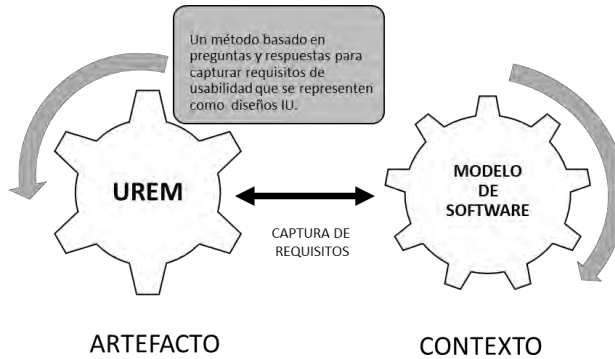 Un método basado en
preguntas y respuestas para
capturar requisitos de
usabilidad que se representen
como diseños IU.
UREM
MODELO
DE
SOFTWARE
CAPTURA DE
REQUISITOS
ARTEFACTO
CONTEXTO